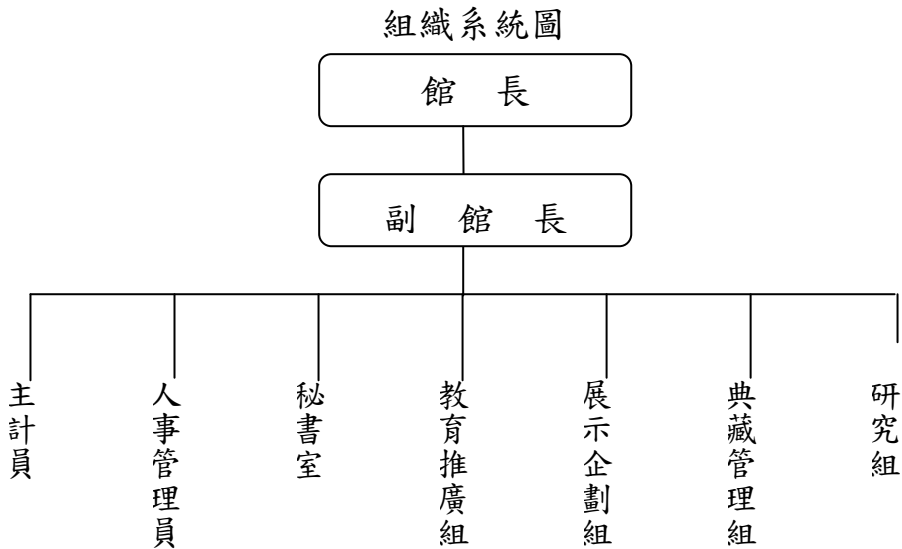 組織系統圖
館 長
副 館 長
主計員
人事管理員
秘書室
教育推廣組
展示企劃組
典藏管理組
研究組